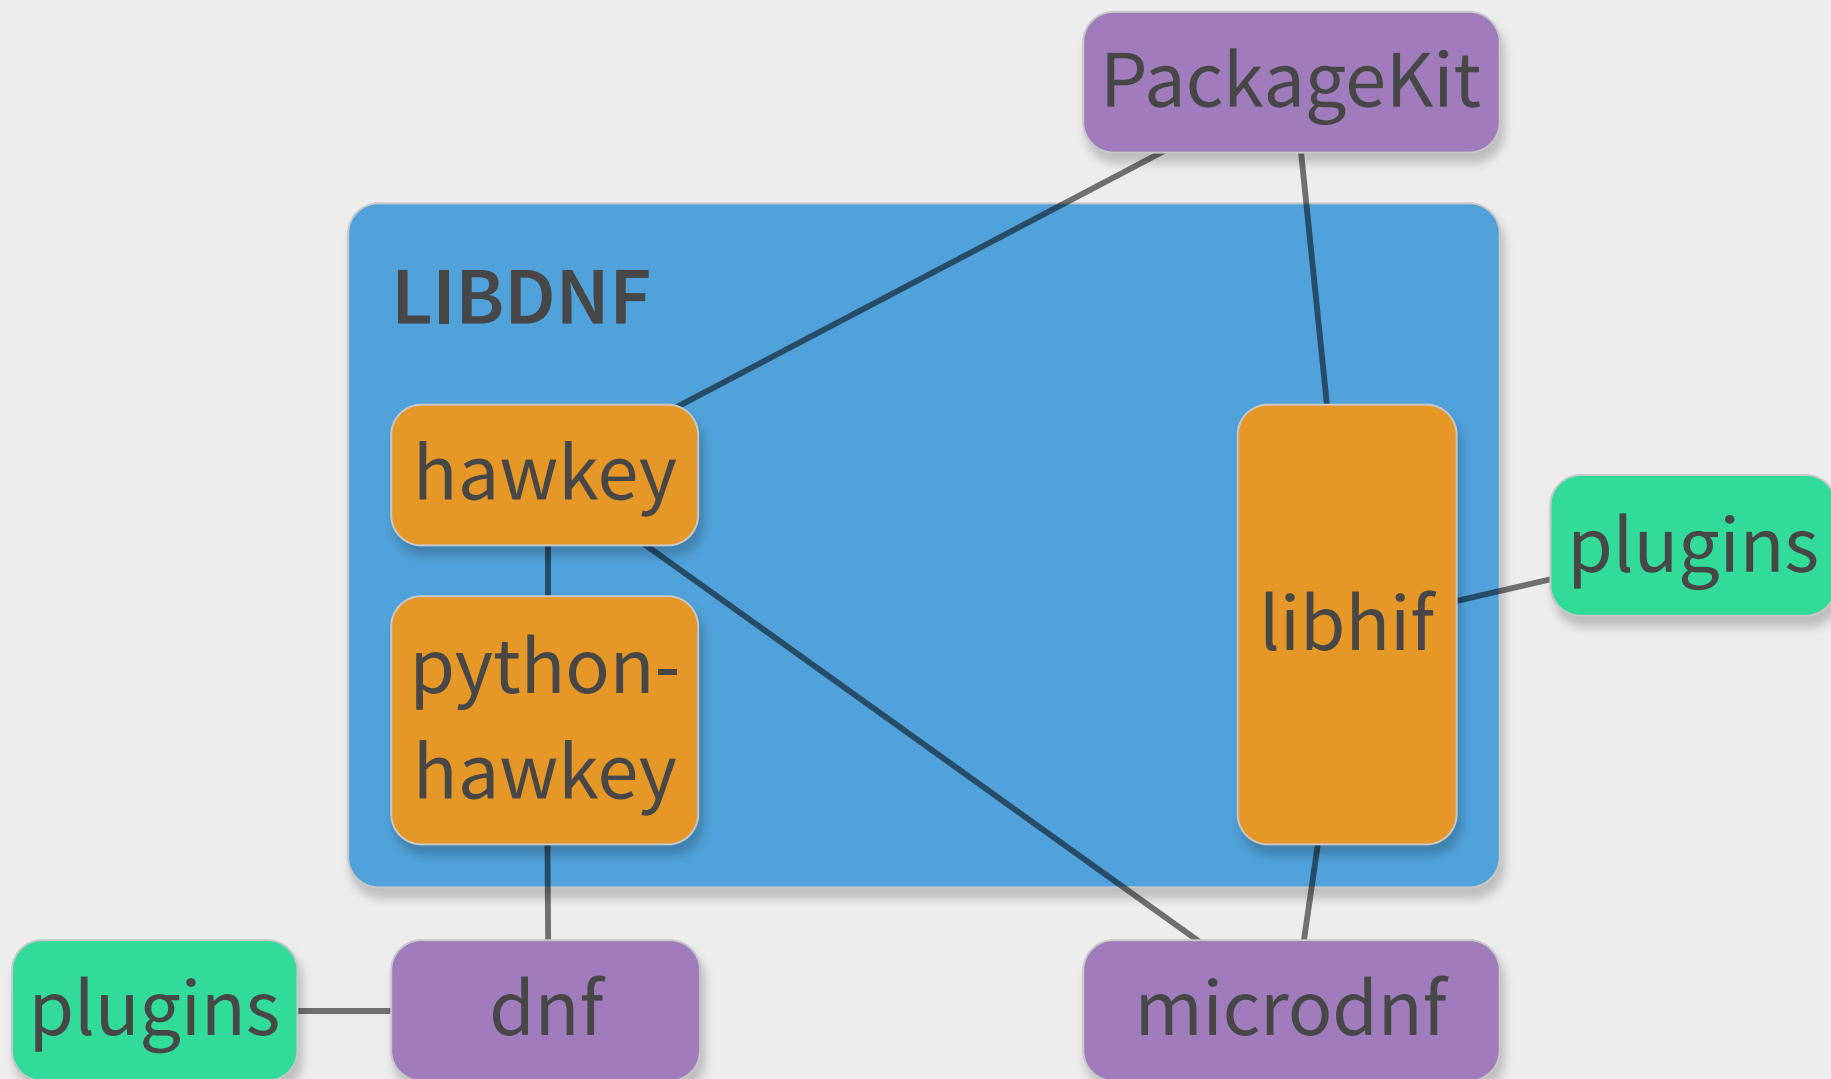 PackageKit
LIBDNF
hawkey
plugins
libhif
python-
hawkey
plugins
dnf
microdnf